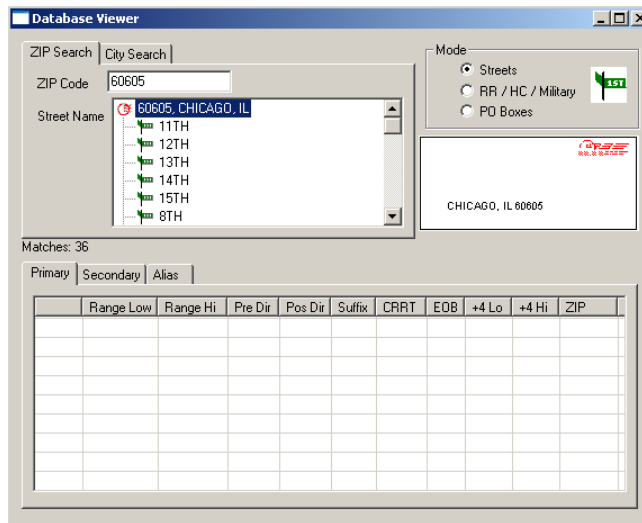 Database Viewer
ZIP Search City Search
ZIP Code 60605
Street Name
60605, CHICAGO, IL
11TH
12TH
13TH
14TH
15TH
8TH
Mode
Streets
RR / HC / Military
PO Boxes
1ST
CHICAGO, IL 60605
Matches: 36
Primary Secondary Alias
Range Low Range Hi Pre Dir Pos Dir Suffix CRRT EOB +4 Lo +4 Hi ZIP